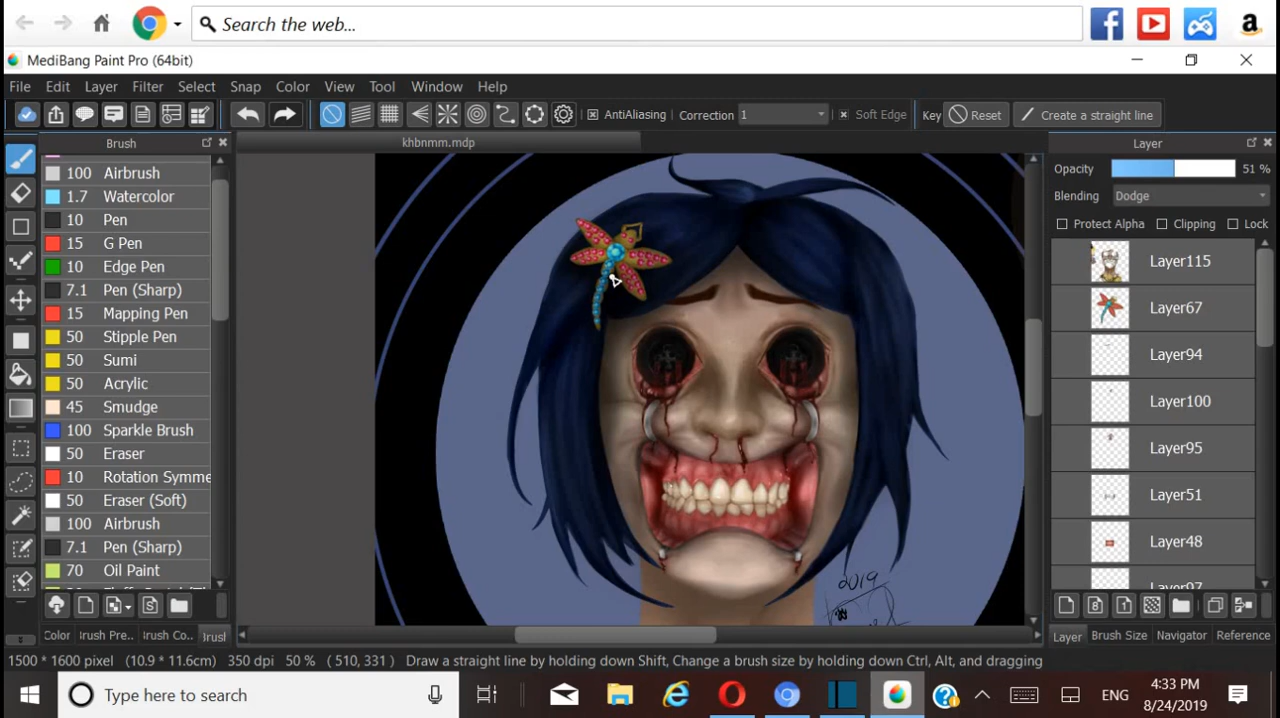 Search the web...
MediBang Paint Pro (64bit)
File Edit Layer Filter Select Snap Color View Tool Window Help
AntiAliasing Correction 1 Soft Edge Key Reset Create a straight line
Brush
khbnmm.mdp
Layer
100 Airbrush
1.7 Watercolor
10 Pen
15 G Pen
10 Edge Pen
7.1 Pen (Sharp)
15 Mapping Pen
50 Stipple Pen
50 Sumi
50 Acrylic
45 Smudge
100 Sparkle Brush
50 Eraser
10 Rotation Symme
50 Eraser (Soft)
100 Airbrush
7.1 Pen (Sharp)
70 Oil Paint
Color Brush Pre... Brush Co... Brush
2019
Opacity 51 %
Blending Dodge
Protect Alpha Clipping Lock
Layer115
Layer67
Layer94
Layer100
Layer95
Layer51
Layer48
Layer97
Layer Brush Size Navigator Reference
1500 * 1600 pixel (10.9 * 11.6cm) 350 dpi 50 % ( 510, 331 ) Draw a straight line by holding down Shift, Change a brush size by holding down Ctrl, Alt, and dragging
Type here to search
ENG
4:33 PM
8/24/2019